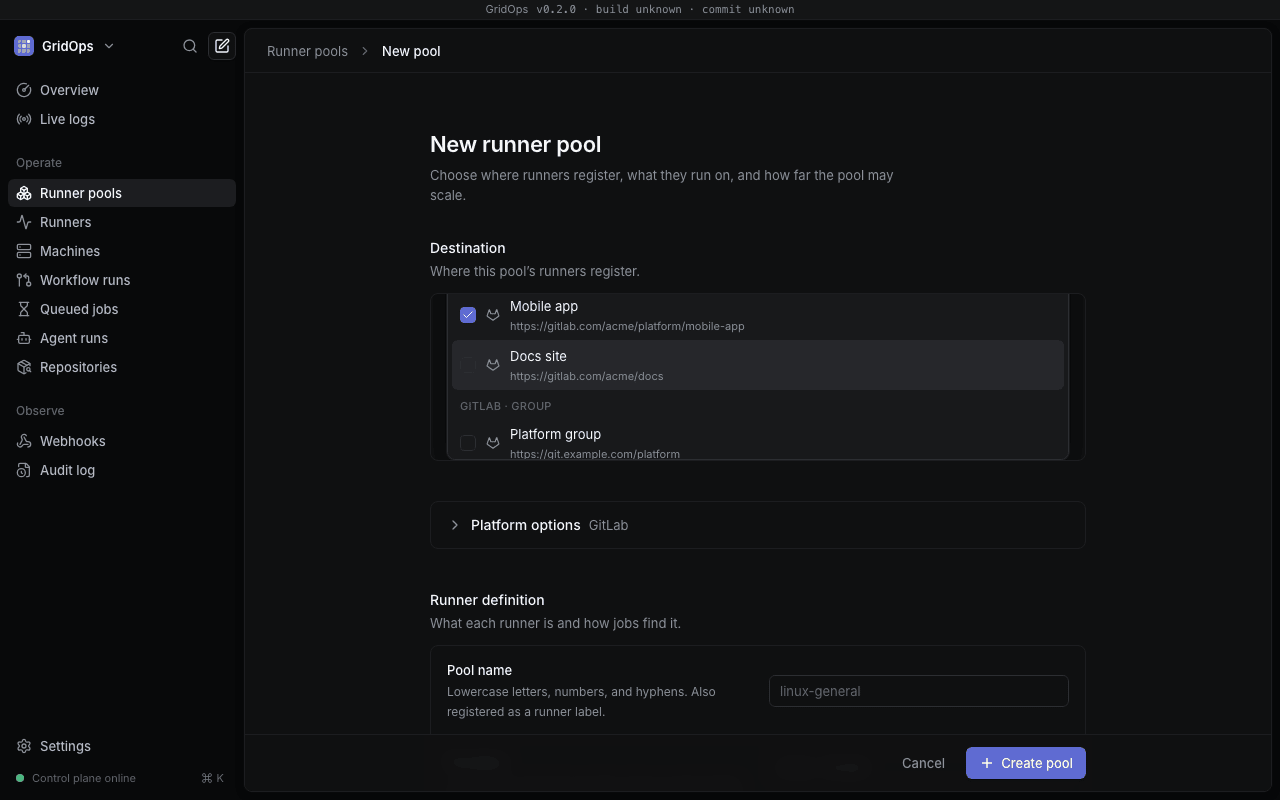 GridOps v0.2.0 · build unknown · commit unknown
GridOps
Overview
Live logs
Operate
Runner pools
Runners
Machines
Workflow runs
Queued jobs
Agent runs
Repositories
Observe
Webhooks
Audit log
Settings
Control plane online
⌘ K
Runner pools > New pool
New runner pool
Choose where runners register, what they run on, and how far the pool may
scale.
Destination
Where this pool’s runners register.
Mobile app
https://gitlab.com/acme/platform/mobile-app
Docs site
https://gitlab.com/acme/docs
GITLAB · GROUP
Platform group
https://git.example.com/platform
Platform options GitLab
Runner definition
What each runner is and how jobs find it.
Pool name
Lowercase letters, numbers, and hyphens. Also
registered as a runner label.
linux-general
Cancel
Create pool